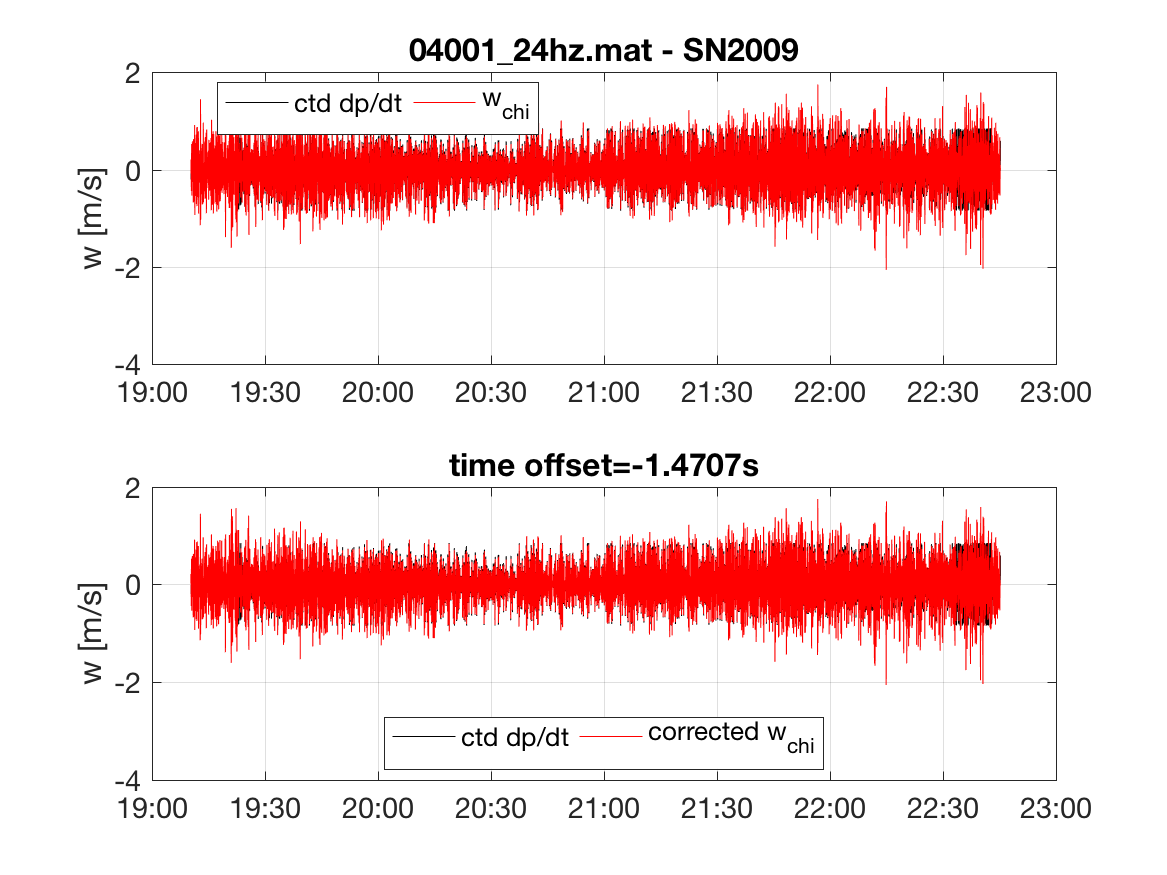 04001_24hz.mat - SN2009
ctd dp/dt w_chi
w [m/s]
2
0
-2
-4
19:00 19:30 20:00 20:30 21:00 21:30 22:00 22:30 23:00
time offset=-1.4707s
w [m/s]
2
0
-2
-4
ctd dp/dt corrected w_chi
19:00 19:30 20:00 20:30 21:00 21:30 22:00 22:30 23:00